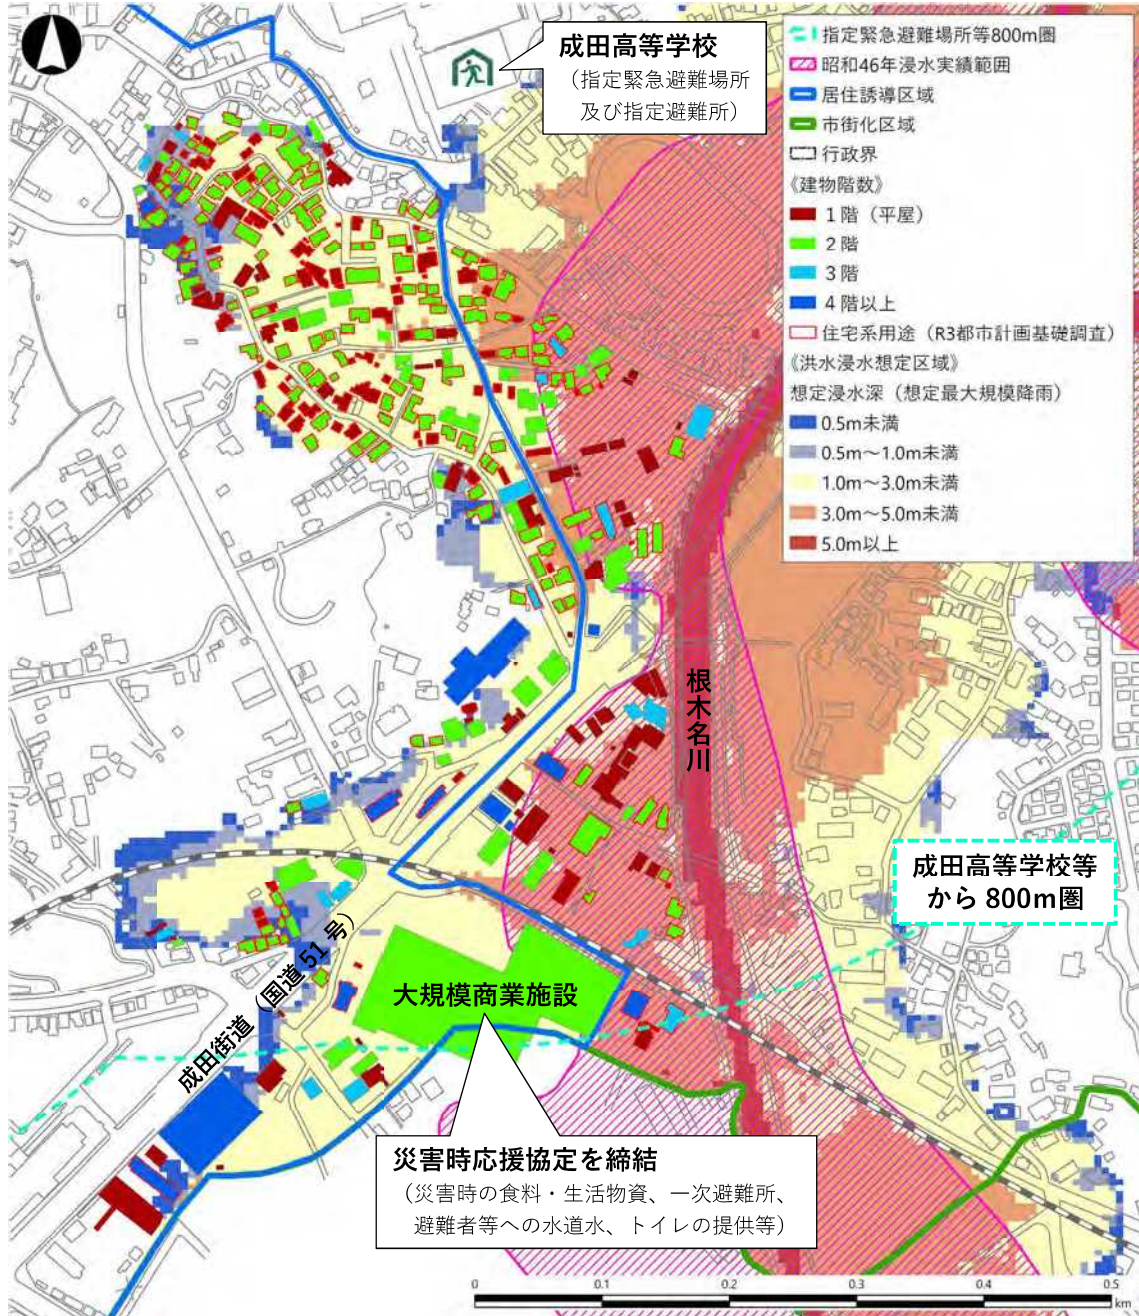 成田高等学校
（指定緊急避難場所
及び指定避難所）
指定緊急避難場所等800m圏
昭和46年浸水実績範囲
居住誘導区域
市街化区域
行政界
《建物階数》
1階（平屋）
2階
3階
4階以上
住宅系用途（R3都市計画基礎調査）
《洪水浸水想定区域》
想定浸水深（想定最大規模降雨）
0.5m未満
0.5m～1.0m未満
1.0m～3.0m未満
3.0m～5.0m未満
5.0m以上
根木名川
成田高等学校等
から 800m圏
成田街道（国道 51 号）
大規模商業施設
災害時応援協定を締結
（災害時の食料・生活物資、一次避難所、
避難者等への水道水、トイレの提供等）
0 0.1 0.2 0.3 0.4 0.5
km